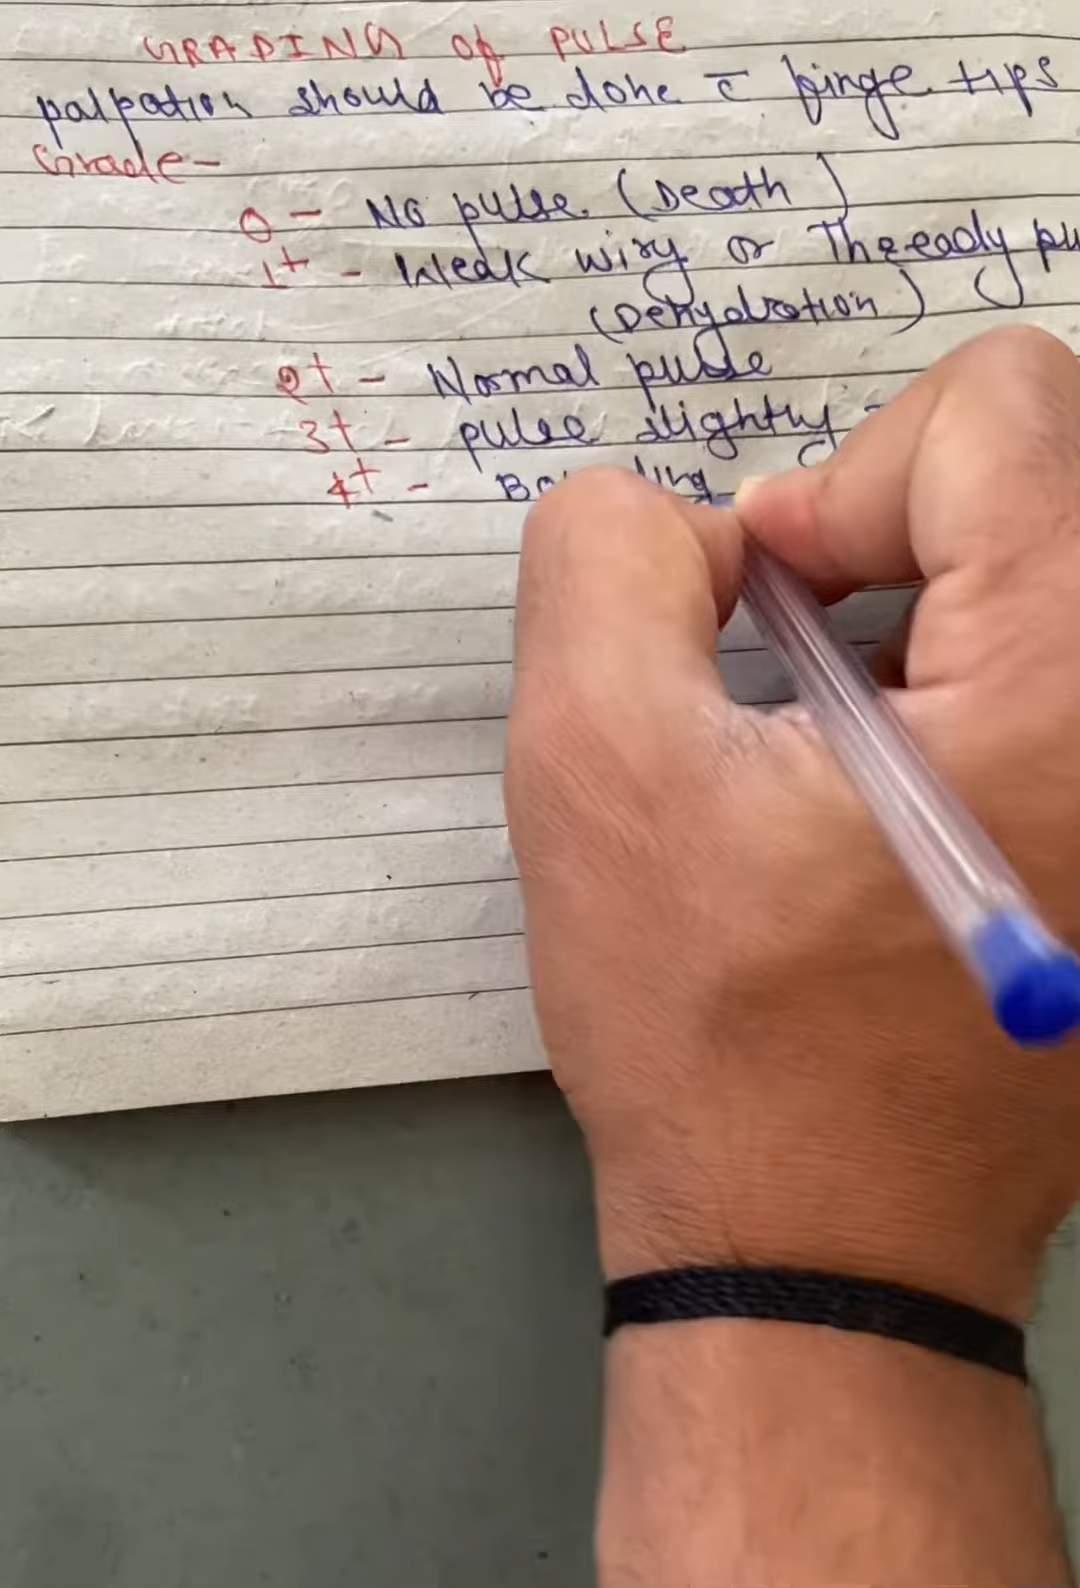 GRADING Of PULSE
palpation should be done c̄ finge tips
Grade-
0 - No pulse. (Death)
1+ - Weak wiry or Thready
(Dehydration)
2+ - Normal pulse
3+ - pulse slightly
4+ -